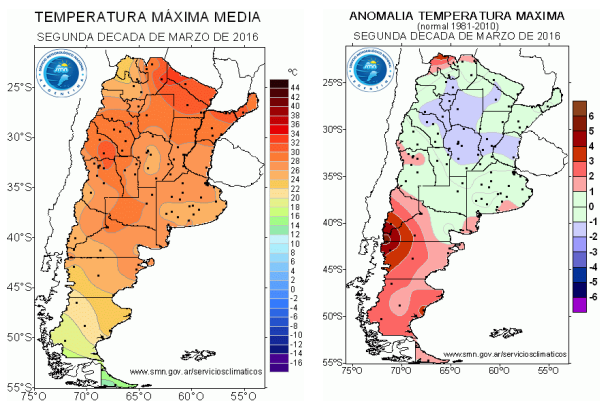 TEMPERATURA MÁXIMA MEDIA
SEGUNDA DECADA DE MARZO DE 2016
25°S
30°S
35°S
40°S
45°S
50°S
55°S
75°W
70°W
65°W
60°W
55°W
www.smn.gov.ar/serviciosclimaticos
°C
44
42
40
38
36
34
32
30
28
26
24
22
20
18
16
14
12
10
8
6
4
2
0
-2
-4
-6
-8
-10
-12
-14
-16
ANOMALIA TEMPERATURA MAXIMA
(normal 1981-2010)
SEGUNDA DECADA DE MARZO DE 2016
25°S
30°S
35°S
40°S
45°S
50°S
55°S
75°W
70°W
65°W
60°W
55°W
www.smn.gov.ar/serviciosclimaticos
6
5
4
3
2
1
0
-1
-2
-3
-4
-5
-6